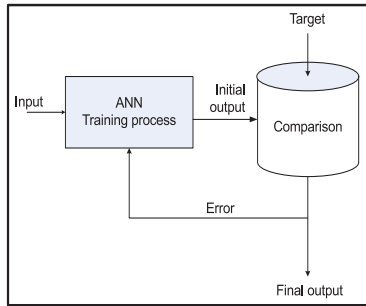 Target
Input
ANN
Training process
Initial
output
Comparison
Error
Final output